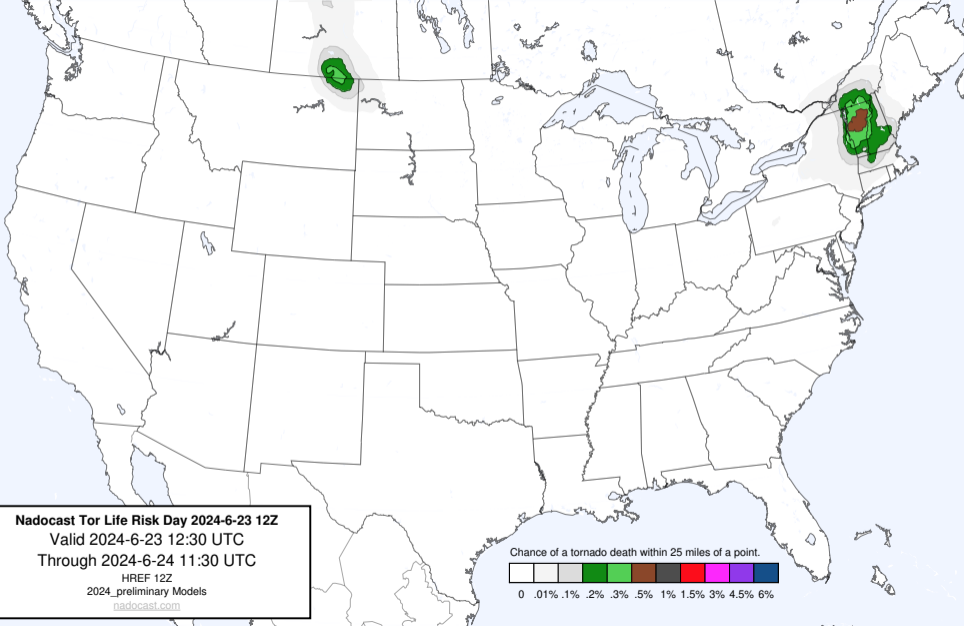 Nadocast Tor Life Risk Day 2024-6-23 12Z
Valid 2024-6-23 12:30 UTC
Through 2024-6-24 11:30 UTC
HREF 12Z
2024_preliminary Models
nadocast.com
Chance of a tornado death within 25 miles of a point.
0 .01% .1% .2% .3% .5% 1% 1.5% 3% 4.5% 6%